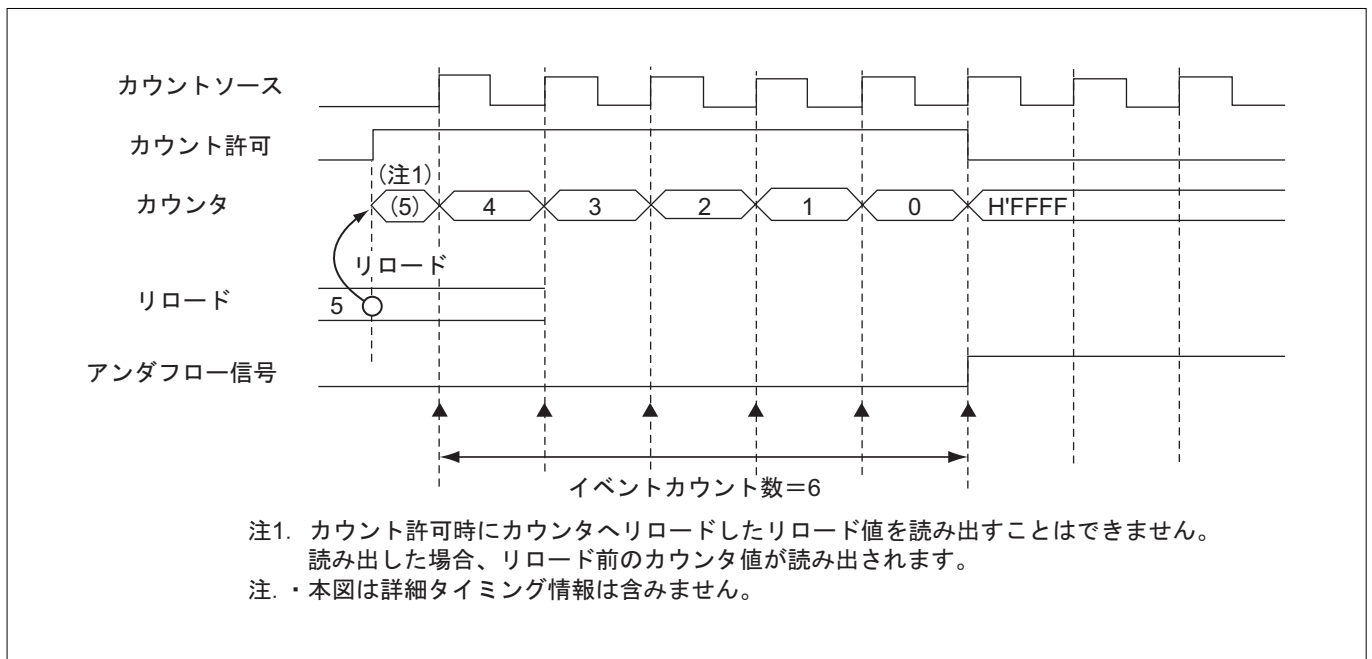 カウントソース
カウント許可
(注1)
カウンタ
(5) 4 3 2 1 0 H'FFFF
リロード
リロード
5
アンダフロー信号
イベントカウント数=6
注1. カウント許可時にカウンタへリロードしたリロード値を読み出すことはできません。
読み出した場合、リロード前のカウンタ値が読み出されます。
注.・本図は詳細タイミング情報は含みません。